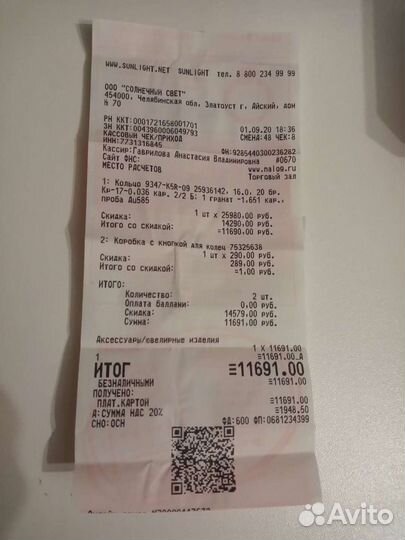 WWW.SUNLIGHT.NET SUNLIGHT тел. 8 800 234 99 99
ООО "СОЛНЕЧНЫЙ СВЕТ"
454000, Челябинская обл, Златоуст г, Айский, дом
№ 70
РН ККТ:0001721658001701
ЗН ККТ:0043960006049793 01.09.20 18:36
КАССОВЫЙ ЧЕК/ПРИХОД СМЕНА:48 ЧЕК:8
ИНН:7731316845 ФН:9285440300236282
Кассир:Гаврилова Анастасия Владимировна #0670
Сайт ФНС: www.nalog.ru
МЕСТО РАСЧЕТОВ Торговый зал
1: Кольцо 9347-К5R-09 25936142, 16.0, 20 бр.
Кр-17-0.036 кар. 2/2 Б; 1 гранат -1.651 кар.,
проба Au585
1 шт X 25980.00 руб.
Скидка: 14290.00 руб.
Итого со скидкой: =11690.00 руб.
2: Коробка с кнопкой для колец 75325638
1 шт X 290.00 руб.
Скидка: 289.00 руб.
Итого со скидкой: =1.00 руб.
ИТОГО:
Количество: 2 шт.
Оплата баллами: 0.00 руб.
Скидка: 14579.00 руб.
Сумма: 11691.00 руб.
Аксессуары/ювелирные изделия
1 X 11691.00
1 ≡11691.00_А
ИТОГ ≡11691.00
БЕЗНАЛИЧНЫМИ ≡11691.00
ПОЛУЧЕНО:
ПЛАТ.КАРТОЙ ≡11691.00
А:СУММА НДС 20% ≡1948.50
СНО:ОСН ФД:600 ФП:0681234399
Avito